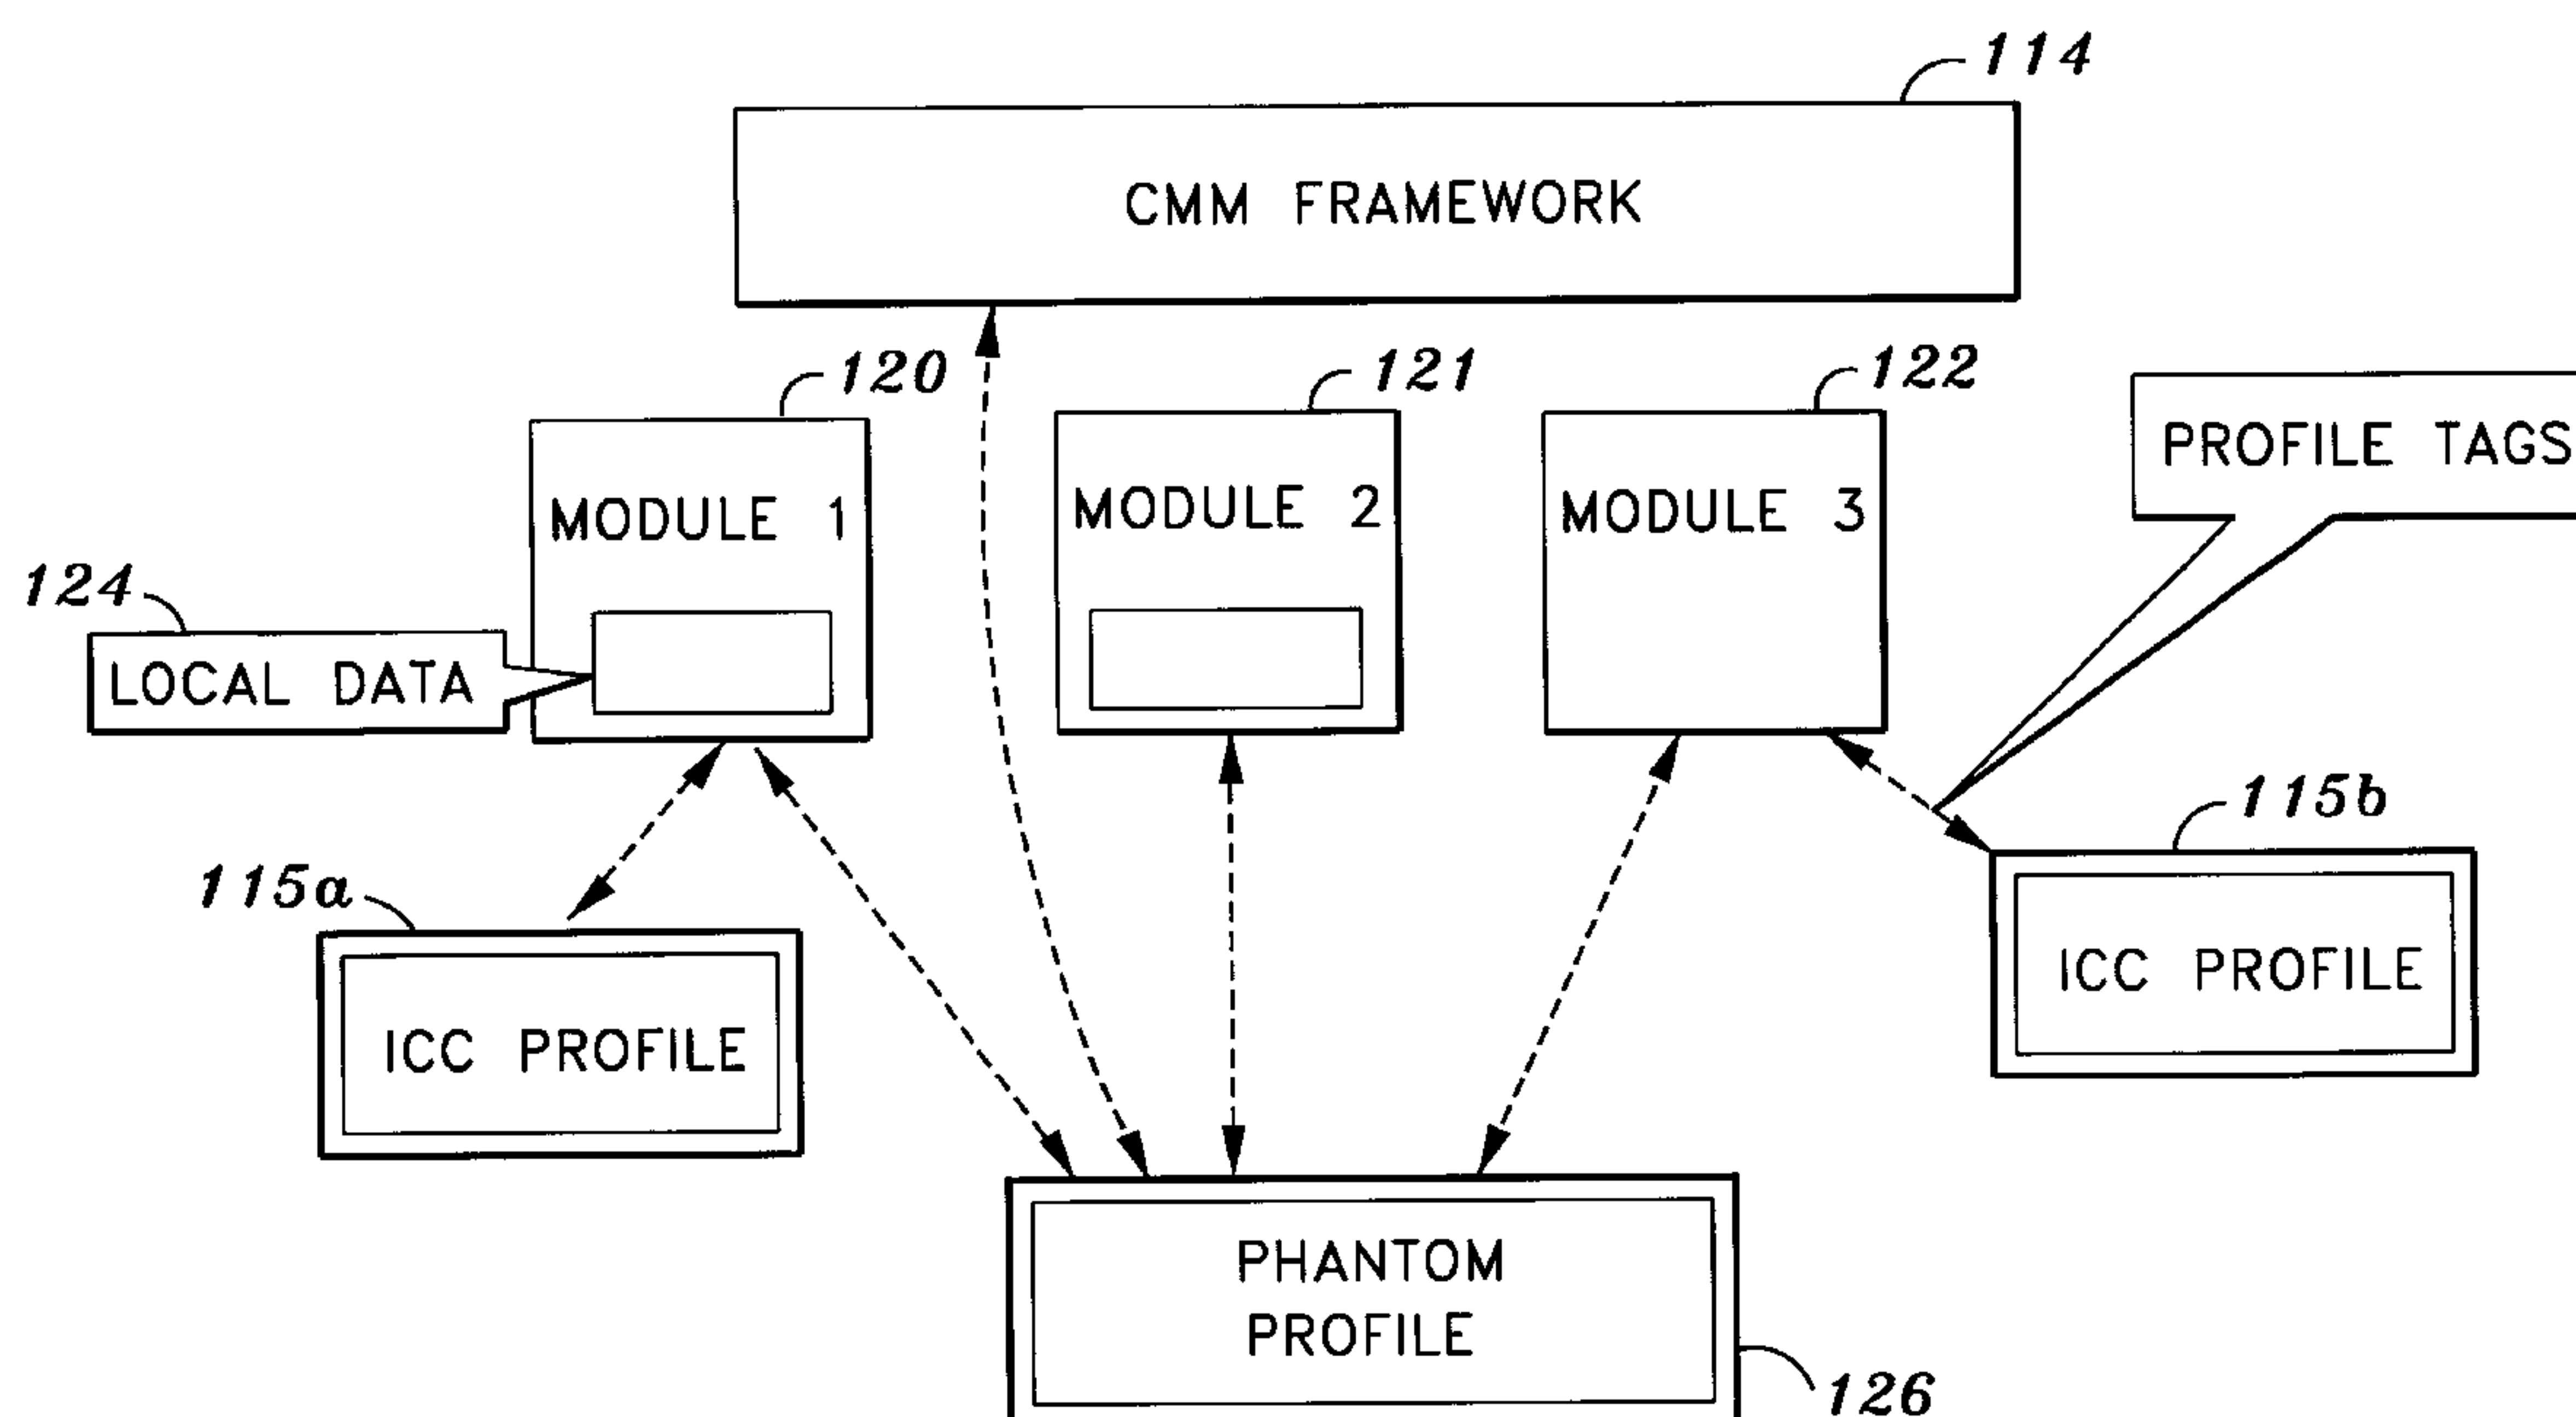 114
CMM FRAMEWORK
120
121
122
MODULE 1
MODULE 2
MODULE 3
PROFILE TAGS
124
LOCAL DATA
115a
ICC PROFILE
115b
ICC PROFILE
PHANTOM
PROFILE
126